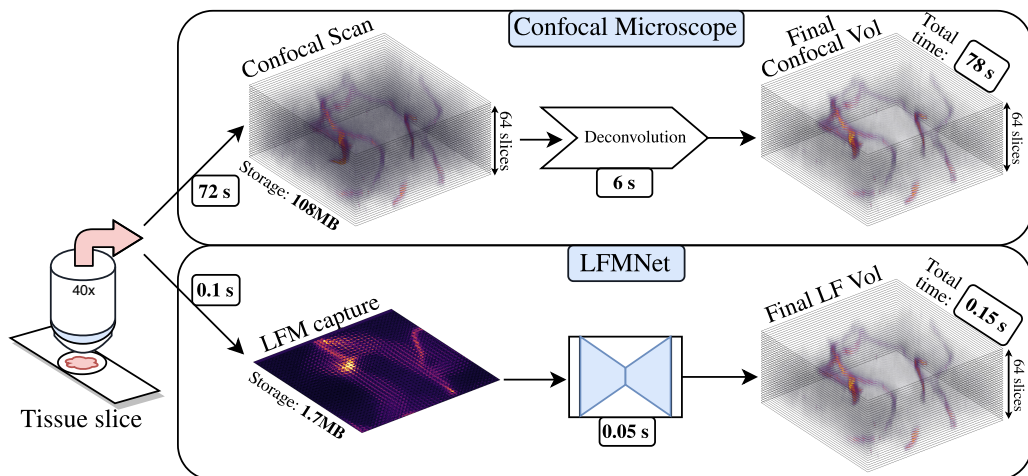 Confocal Microscope
Confocal Scan
64 slices
Storage: 108MB
72 s
Deconvolution
6 s
Final
Confocal Vol
Total
time:
78 s
64 slices
40x
Tissue slice
LFMNet
0.1 s
LFM capture
Storage: 1.7MB
0.05 s
Final LF Vol
Total
time:
0.15 s
64 slices